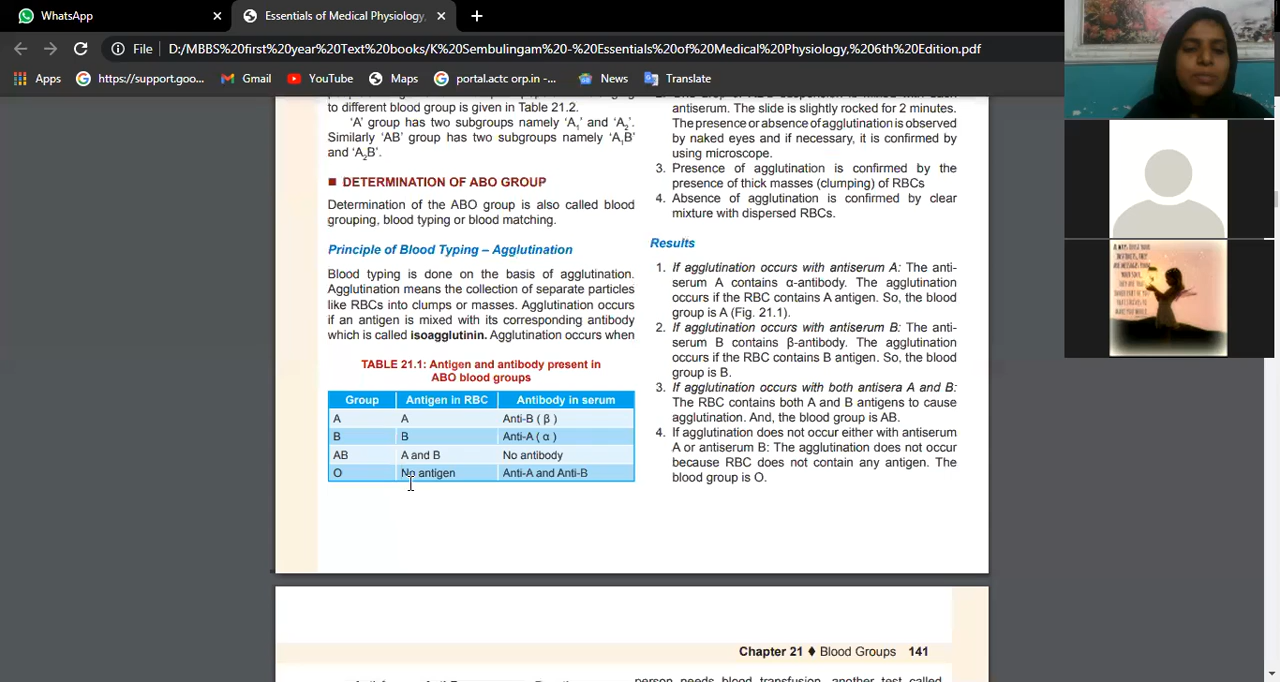 WhatsApp
Essentials of Medical Physiology,
File
D:/MBBS%20first%20year%20Text%20books/K%20Sembulingam%20-%20Essentials%20of%20Medical%20Physiology,%206th%20Edition.pdf
Apps
https://support.goo...
Gmail
YouTube
Maps
portal.actc orp.in -...
News
Translate
to different blood group is given in Table 21.2.
'A' group has two subgroups namely 'A1' and 'A2'.
Similarly 'AB' group has two subgroups namely 'A1B'
and 'A2B'.
■ DETERMINATION OF ABO GROUP
Determination of the ABO group is also called blood
grouping, blood typing or blood matching.
Principle of Blood Typing – Agglutination
Blood typing is done on the basis of agglutination.
Agglutination means the collection of separate particles
like RBCs into clumps or masses. Agglutination occurs
if an antigen is mixed with its corresponding antibody
which is called isoagglutinin. Agglutination occurs when
TABLE 21.1: Antigen and antibody present in
ABO blood groups
Group Antigen in RBC Antibody in serum
A A Anti-B ( β )
B B Anti-A ( α )
AB A and B No antibody
O No antigen Anti-A and Anti-B
antiserum. The slide is slightly rocked for 2 minutes.
The presence or absence of agglutination is observed
by naked eyes and if necessary, it is confirmed by
using microscope.
3. Presence of agglutination is confirmed by the
presence of thick masses (clumping) of RBCs
4. Absence of agglutination is confirmed by clear
mixture with dispersed RBCs.
Results
1. If agglutination occurs with antiserum A: The anti-
serum A contains α-antibody. The agglutination
occurs if the RBC contains A antigen. So, the blood
group is A (Fig. 21.1).
2. If agglutination occurs with antiserum B: The anti-
serum B contains β-antibody. The agglutination
occurs if the RBC contains B antigen. So, the blood
group is B.
3. If agglutination occurs with both antisera A and B:
The RBC contains both A and B antigens to cause
agglutination. And, the blood group is AB.
4. If agglutination does not occur either with antiserum
A or antiserum B: The agglutination does not occur
because RBC does not contain any antigen. The
blood group is O.
Chapter 21 ♦ Blood Groups 141
person needs blood transfusion, another test called